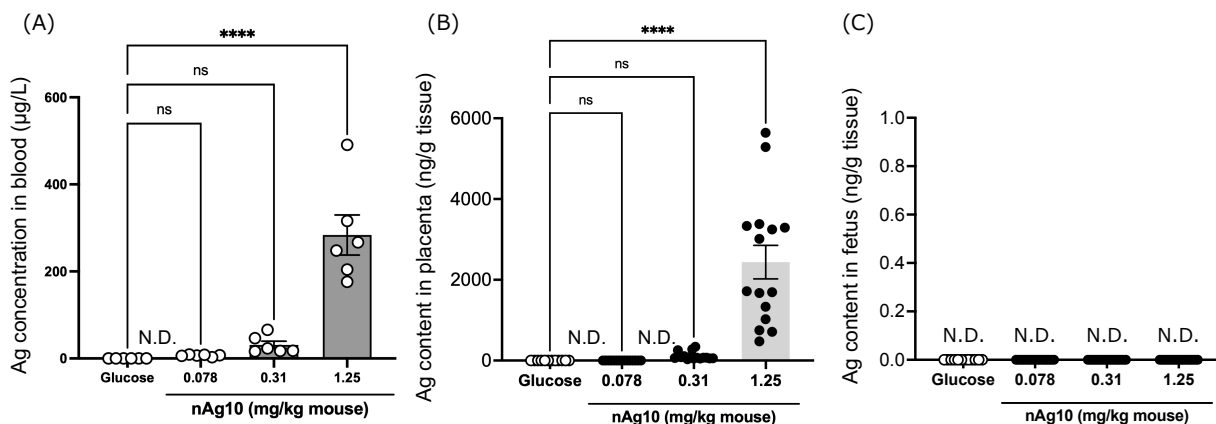 (A)
Ag concentration in blood (µg/L)
600
400
200
0
****
ns
ns
N.D.
Glucose
0.078
0.31
1.25
nAg10 (mg/kg mouse)
(B)
Ag content in placenta (ng/g tissue)
6000
4000
2000
0
****
ns
ns
N.D.
N.D.
Glucose
0.078
0.31
1.25
nAg10 (mg/kg mouse)
(C)
Ag content in fetus (ng/g tissue)
1.0
0.8
0.6
0.4
0.2
0.0
N.D.
N.D.
N.D.
N.D.
Glucose
0.078
0.31
1.25
nAg10 (mg/kg mouse)